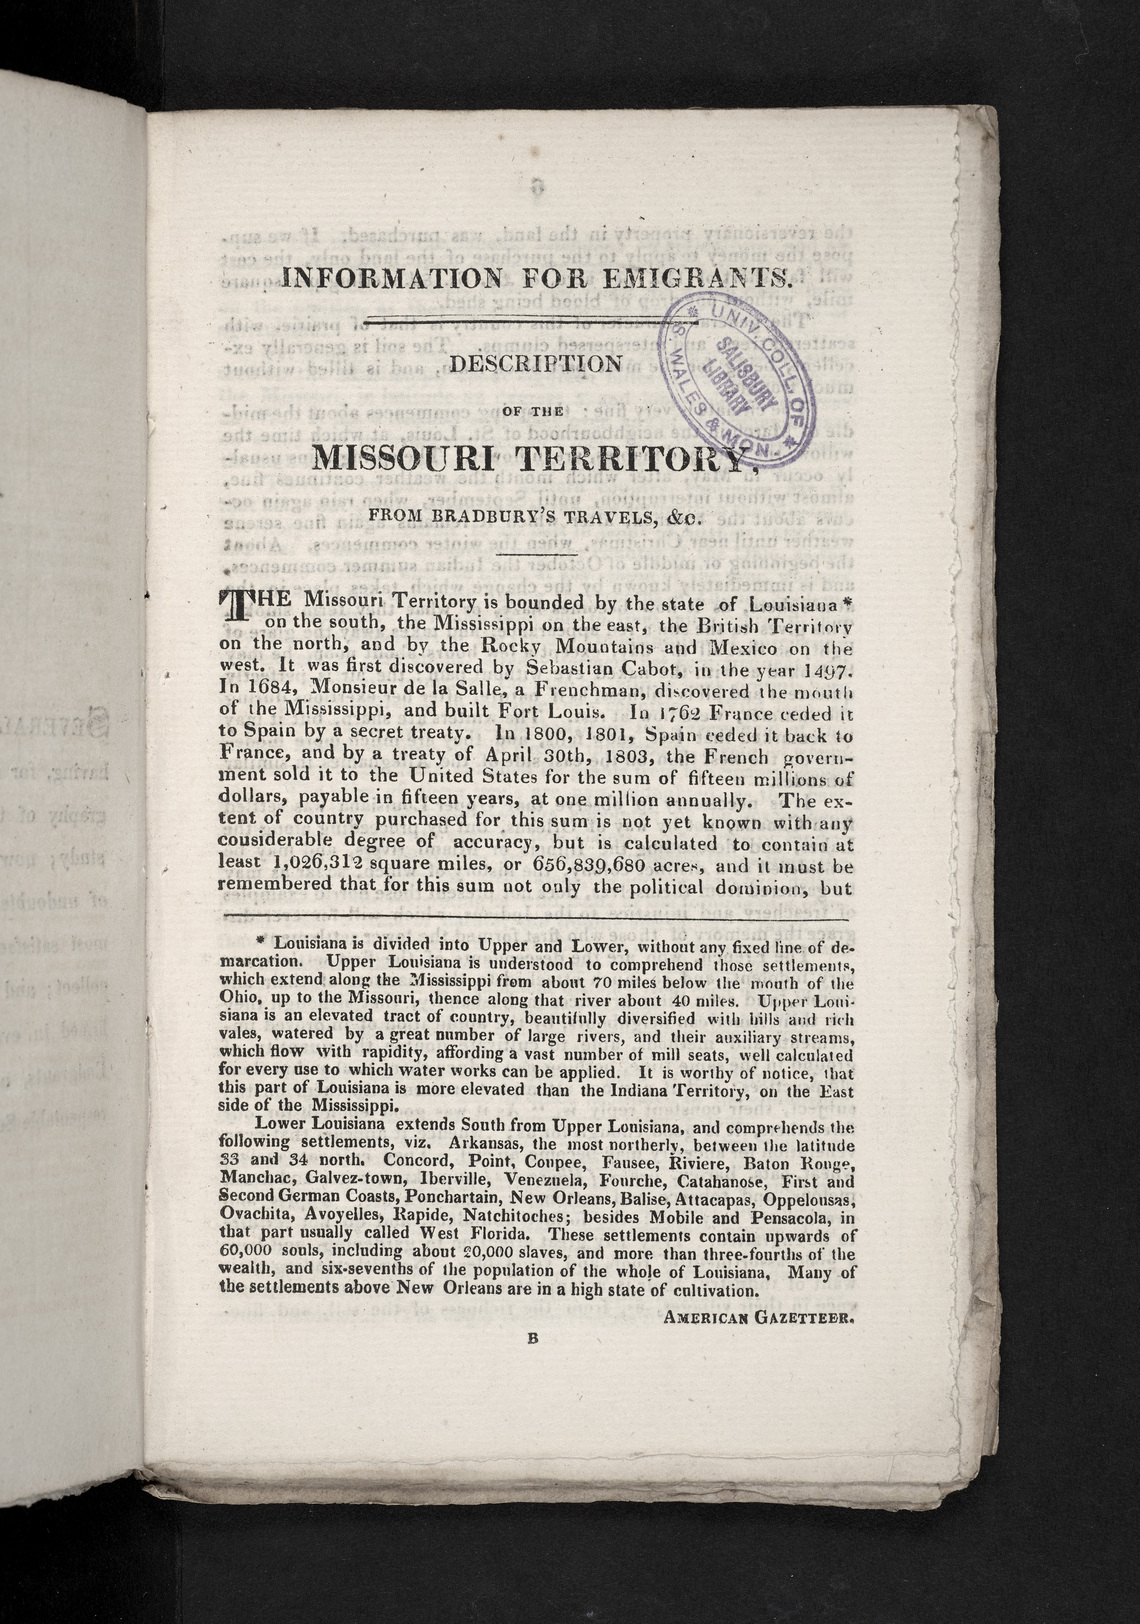 INFORMATION FOR EMIGRANTS.
DESCRIPTION
OF THE
MISSOURI TERRITORY,
FROM BRADBURY'S TRAVELS, &C.
* UNIV. COLL. OF * S. WALES & MON.
SALISBURY
LIBRARY
THE Missouri Territory is bounded by the state of Louisiana *
on the south, the Mississippi on the east, the British Territory
on the north, and by the Rocky Mountains and Mexico on the
west. It was first discovered by Sebastian Cabot, in the year 1497.
In 1684, Monsieur de la Salle, a Frenchman, discovered the mouth
of the Mississippi, and built Fort Louis. In 1762 France ceded it
to Spain by a secret treaty. In 1800, 1801, Spain ceded it back to
France, and by a treaty of April 30th, 1803, the French govern-
ment sold it to the United States for the sum of fifteen millions of
dollars, payable in fifteen years, at one million annually. The ex-
tent of country purchased for this sum is not yet known with any
considerable degree of accuracy, but is calculated to contain at
least 1,026,312 square miles, or 656,839,680 acres, and it must be
remembered that for this sum not only the political dominion, but
* Louisiana is divided into Upper and Lower, without any fixed line of de-
marcation. Upper Louisiana is understood to comprehend those settlements,
which extend along the Mississippi from about 70 miles below the mouth of the
Ohio, up to the Missouri, thence along that river about 40 miles. Upper Loui-
siana is an elevated tract of country, beautifully diversified with hills and rich
vales, watered by a great number of large rivers, and their auxiliary streams,
which flow with rapidity, affording a vast number of mill seats, well calculated
for every use to which water works can be applied. It is worthy of notice, that
this part of Louisiana is more elevated than the Indiana Territory, on the East
side of the Mississippi.
Lower Louisiana extends South from Upper Louisiana, and comprehends the
following settlements, viz. Arkansas, the most northerly, between the latitude
33 and 34 north. Concord, Point, Coupee, Fausee, Riviere, Baton Rouge,
Manchac, Galvez-town, Iberville, Venezuela, Fourche, Catahanose, First and
Second German Coasts, Ponchartain, New Orleans, Balise, Attacapas, Oppelousas,
Ovachita, Avoyelles, Rapide, Natchitoches; besides Mobile and Pensacola, in
that part usually called West Florida. These settlements contain upwards of
60,000 souls, including about 20,000 slaves, and more than three-fourths of the
wealth, and six-sevenths of the population of the whole of Louisiana, Many of
the settlements above New Orleans are in a high state of cultivation.
AMERICAN GAZETTEER.
B